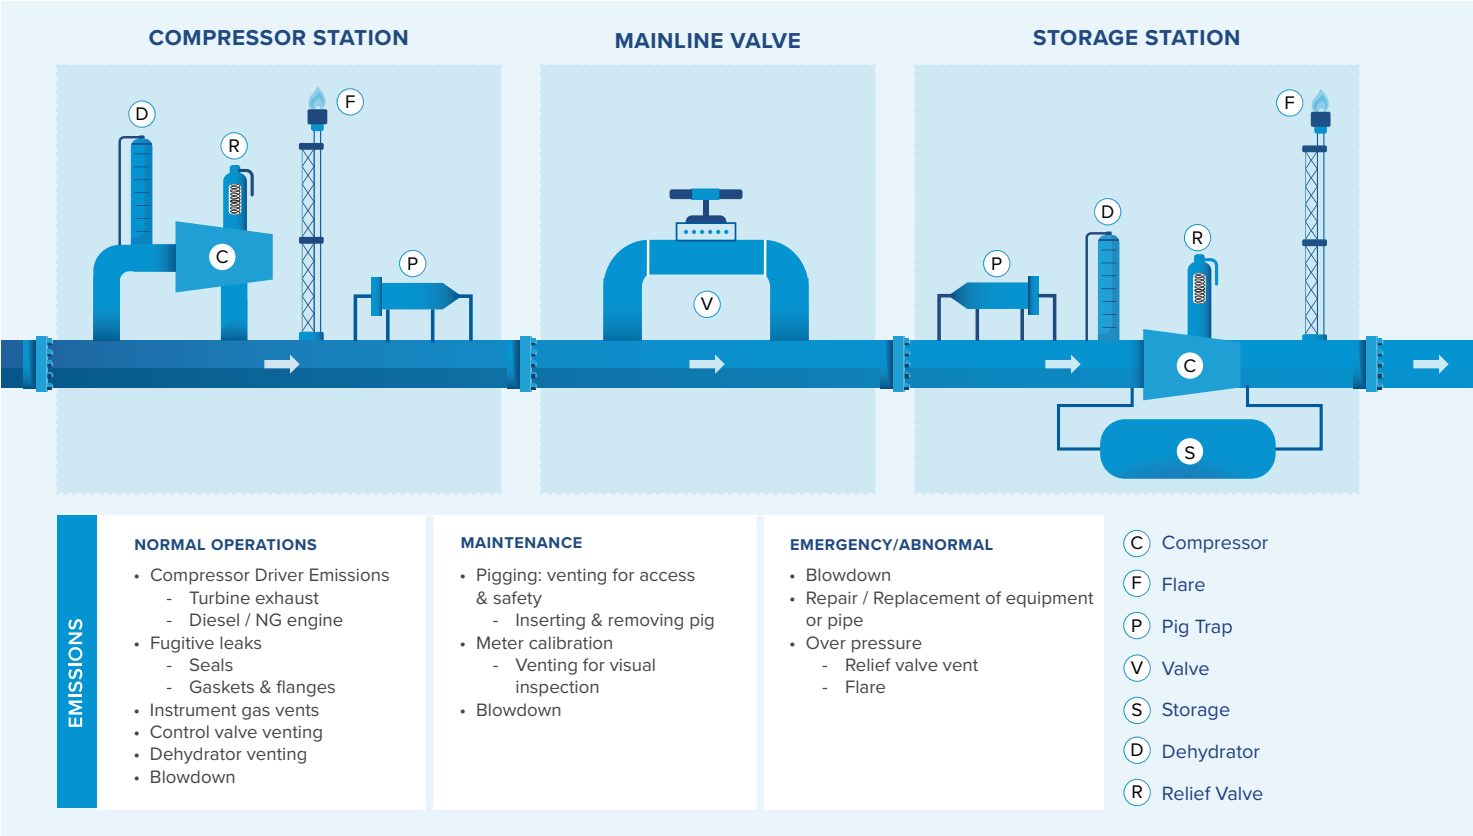 COMPRESSOR STATION
MAINLINE VALVE
STORAGE STATION
D
R
F
C
P
V
F
D
R
P
C
S
EMISSIONS
NORMAL OPERATIONS
• Compressor Driver Emissions
- Turbine exhaust
- Diesel / NG engine
• Fugitive leaks
- Seals
- Gaskets & flanges
• Instrument gas vents
• Control valve venting
• Dehydrator venting
• Blowdown
MAINTENANCE
• Pigging: venting for access
& safety
- Inserting & removing pig
• Meter calibration
- Venting for visual
inspection
• Blowdown
EMERGENCY/ABNORMAL
• Blowdown
• Repair / Replacement of equipment
or pipe
• Over pressure
- Relief valve vent
- Flare
C Compressor
F Flare
P Pig Trap
V Valve
S Storage
D Dehydrator
R Relief Valve